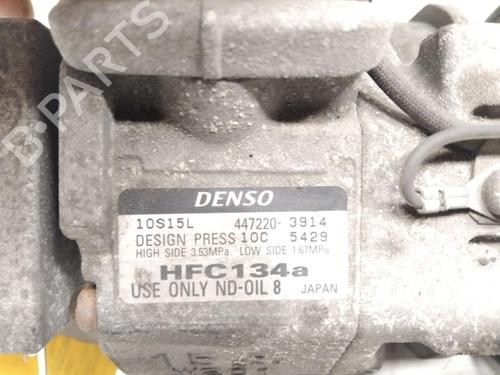 B-PARTS
DENSO
10S15L 447220-3914
DESIGN PRESS 10C 5429
HIGH SIDE 3.53MPa LOW SIDE 1.67MPa
HFC134a
USE ONLY ND-OIL 8 JAPAN
15